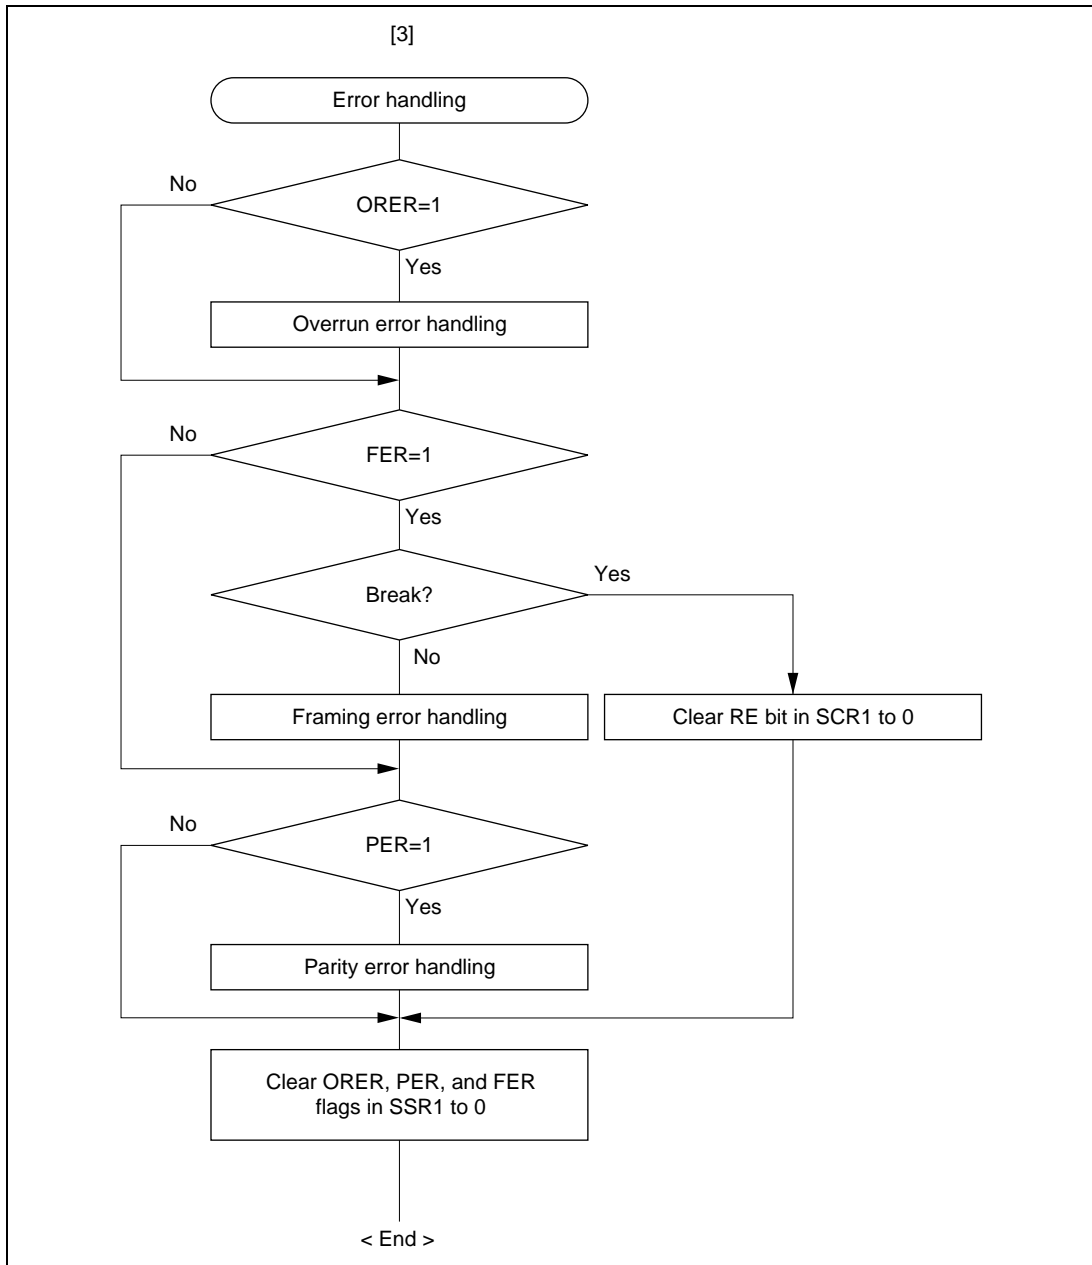 [3]
Error handling
No
ORER=1
Yes
Overrun error handling
No
FER=1
Yes
Break?
Yes
No
Framing error handling
Clear RE bit in SCR1 to 0
No
PER=1
Yes
Parity error handling
Clear ORER, PER, and FER
flags in SSR1 to 0
< End >